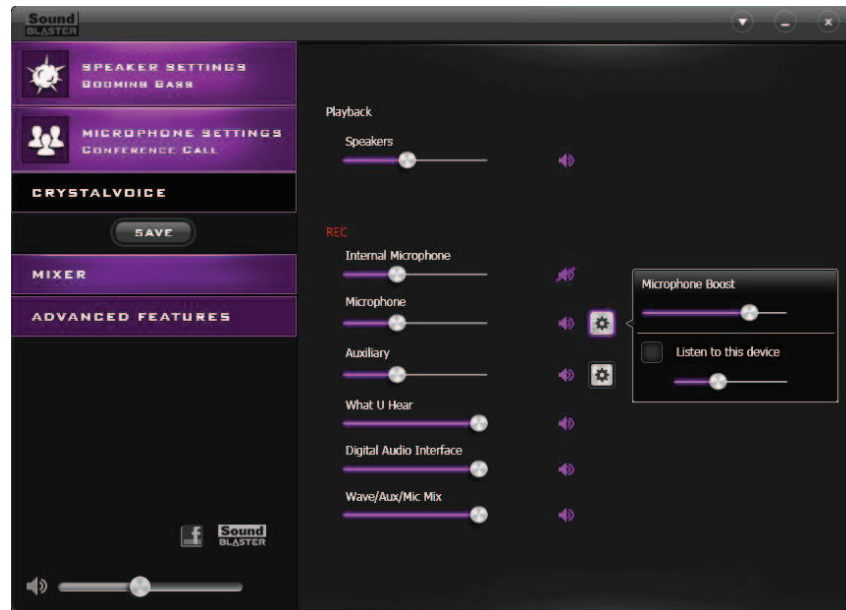 Sound
BLASTER
SPEAKER SETTINGS
BOOMING BASS
MICROPHONE SETTINGS
CONFERENCE CALL
CRYSTALVOICE
SAVE
MIXER
ADVANCED FEATURES
f
Sound
BLASTER
Playback
Speakers
REC
Internal Microphone
Microphone
Auxiliary
What U Hear
Digital Audio Interface
Wave/Aux/Mic Mix
Microphone Boost
Listen to this device